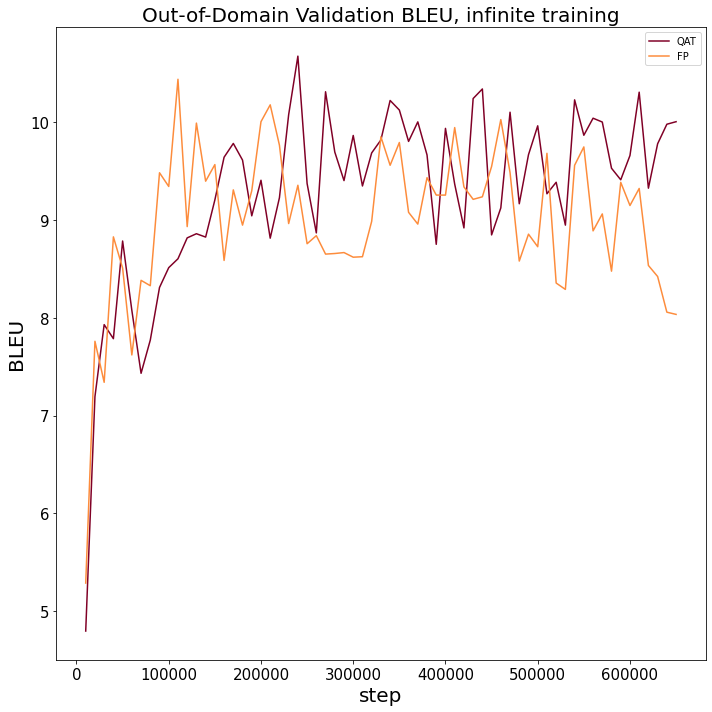 Out-of-Domain Validation BLEU, infinite training
QAT
FP
10
9
8
7
6
5
BLEU
0
100000
200000
300000
400000
500000
600000
step